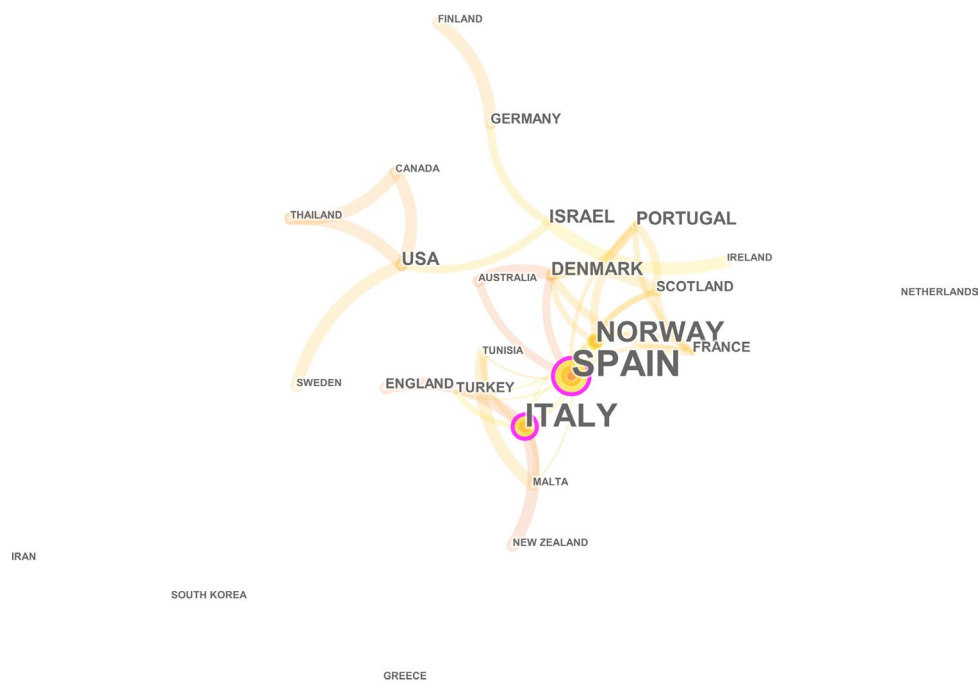 FINLAND
GERMANY
CANADA
THAILAND
ISRAEL
PORTUGAL
USA
IRELAND
DENMARK
AUSTRALIA
SCOTLAND
NETHERLANDS
NORWAY
FRANCE
TUNISIA
SPAIN
SWEDEN
ENGLAND
TURKEY
ITALY
MALTA
NEW ZEALAND
IRAN
SOUTH KOREA
GREECE